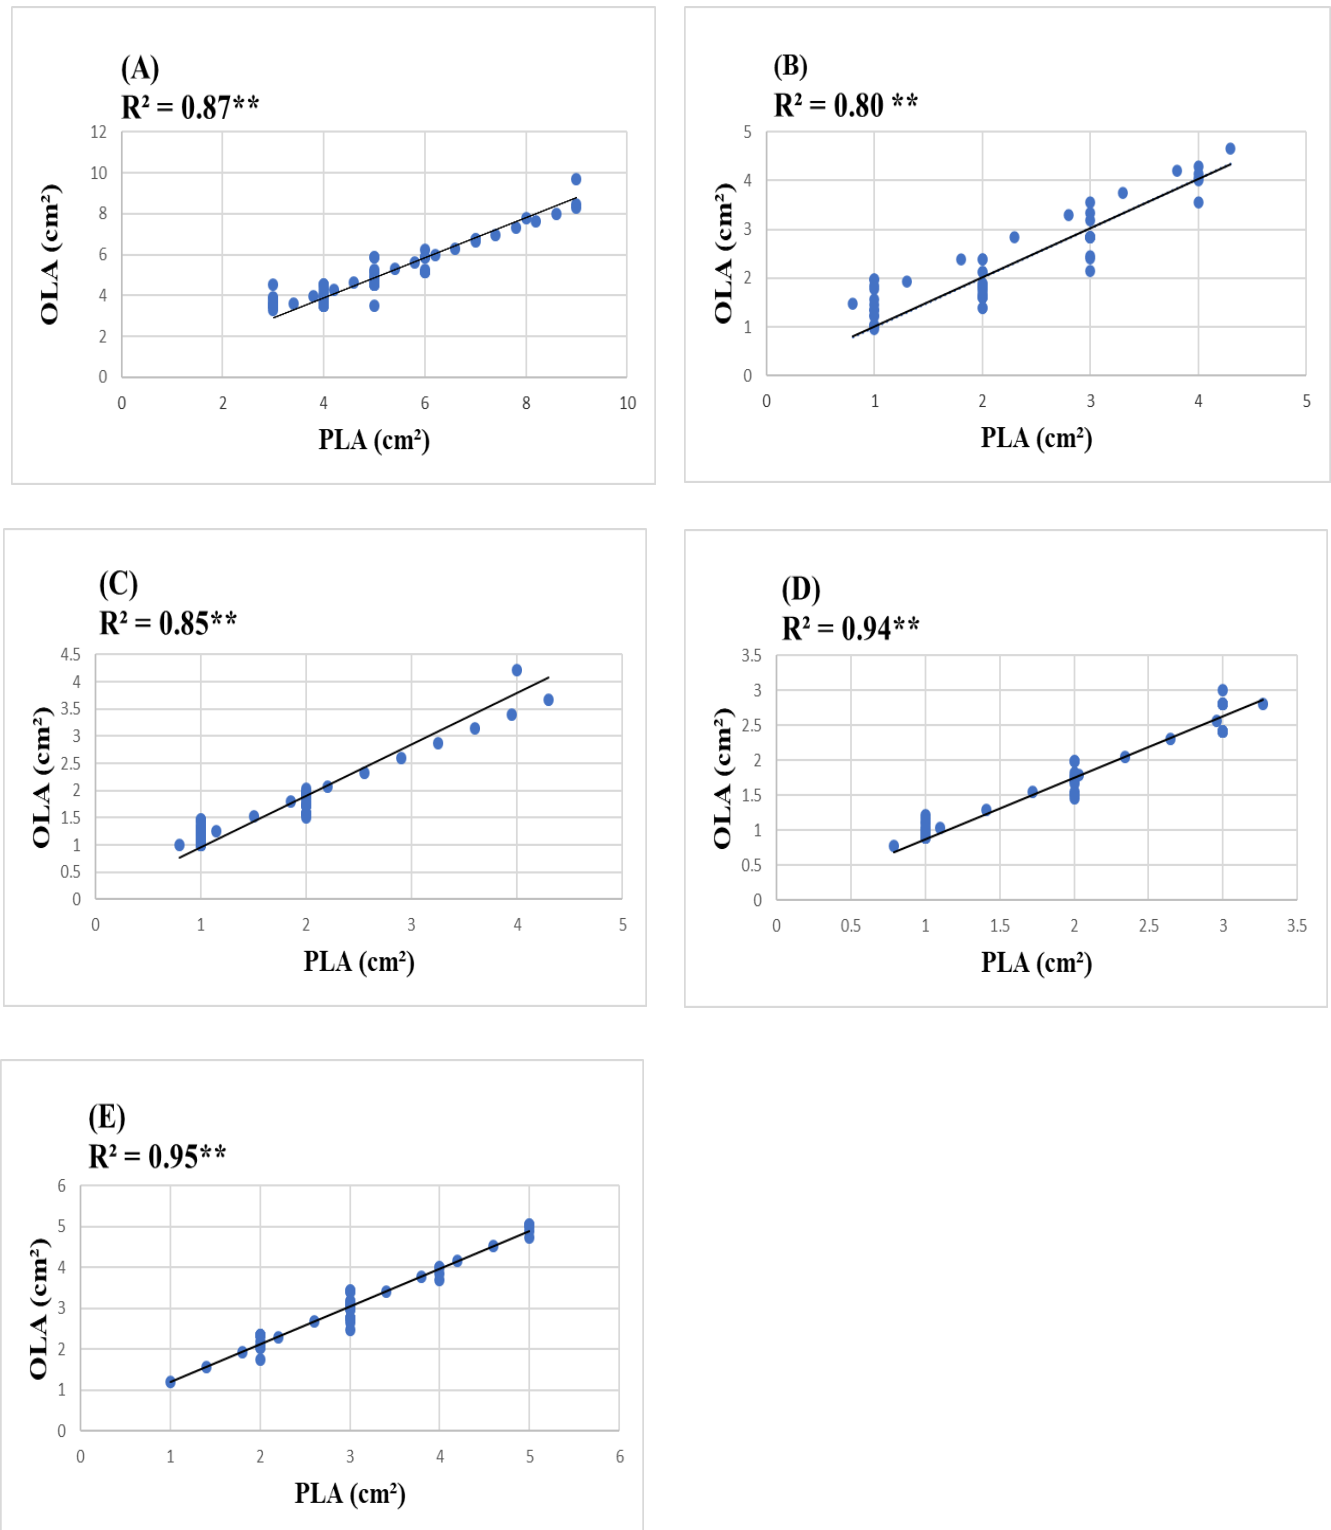 (A)
R² = 0.87**
12
10
8
6
4
2
0
0 2 4 6 8 10
OLA (cm²)
PLA (cm²)
(B)
R² = 0.80 **
5
4
3
2
1
0
0 1 2 3 4 5
OLA (cm²)
PLA (cm²)
(C)
R² = 0.85**
4.5
4
3.5
3
2.5
2
1.5
1
0.5
0
0 1 2 3 4 5
OLA (cm²)
PLA (cm²)
(D)
R² = 0.94**
3.5
3
2.5
2
1.5
1
0.5
0
0 0.5 1 1.5 2 2.5 3 3.5
OLA (cm²)
PLA (cm²)
(E)
R² = 0.95**
6
5
4
3
2
1
0
0 1 2 3 4 5 6
OLA (cm²)
PLA (cm²)